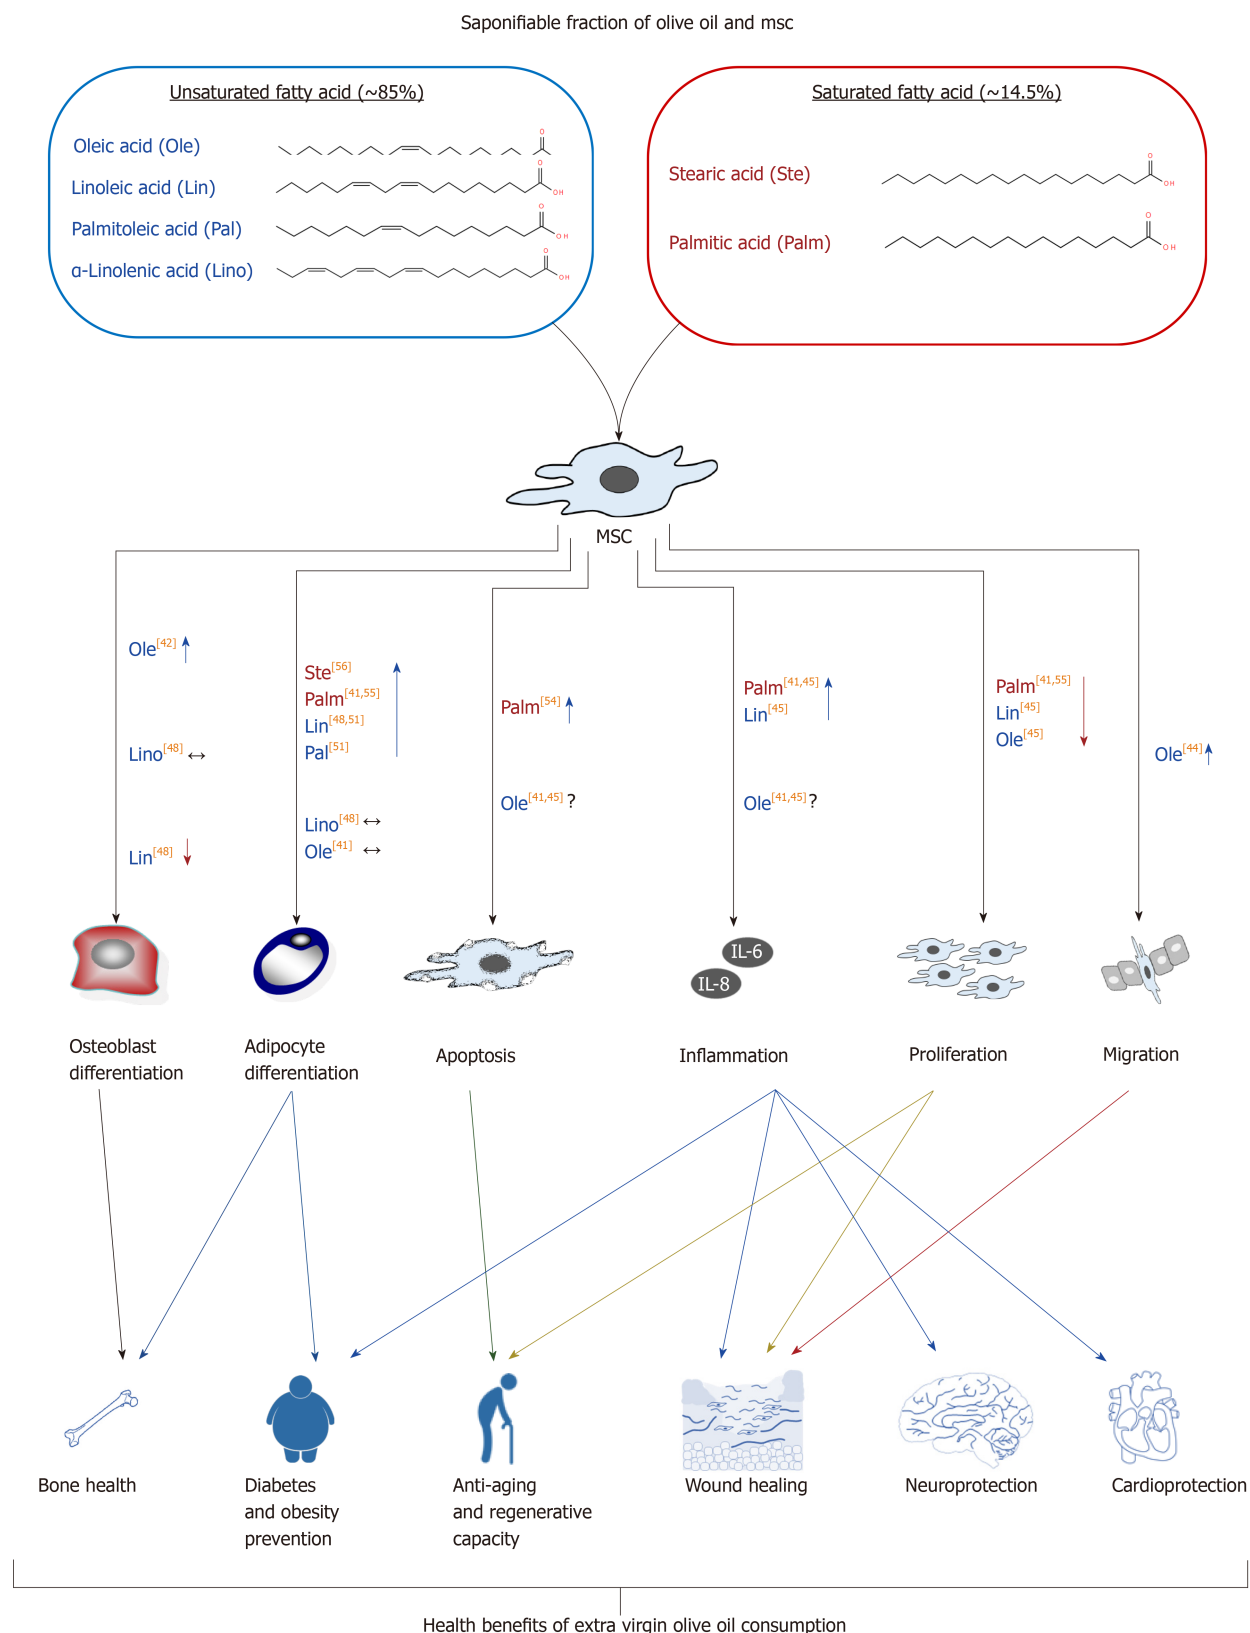 Saponifiable fraction of olive oil and msc
Unsaturated fatty acid (~85%)
Oleic acid (Ole)
O
Linoleic acid (Lin)
O
OH
Palmitoleic acid (Pal)
O
OH
α-Linolenic acid (Lino)
O
OH
Saturated fatty acid (~14.5%)
Stearic acid (Ste)
O
OH
Palmitic acid (Palm)
O
OH
MSC
Ole[42] ↑
Lino[48] ↔
Lin[48] ↓
Ste[56]
Palm[41,55]
Lin[48,51]
Pal[51]
Lino[48] ↔
Ole[41] ↔
Palm[54] ↑
Ole[41,45] ?
Palm[41,45]
Lin[45]
Ole[41,45] ?
Palm[41,55]
Lin[45]
Ole[45]
Ole[44] ↑
IL-6
IL-8
Osteoblast
differentiation
Adipocyte
differentiation
Apoptosis
Inflammation
Proliferation
Migration
Bone health
Diabetes
and obesity
prevention
Anti-aging
and regenerative
capacity
Wound healing
Neuroprotection
Cardioprotection
Health benefits of extra virgin olive oil consumption